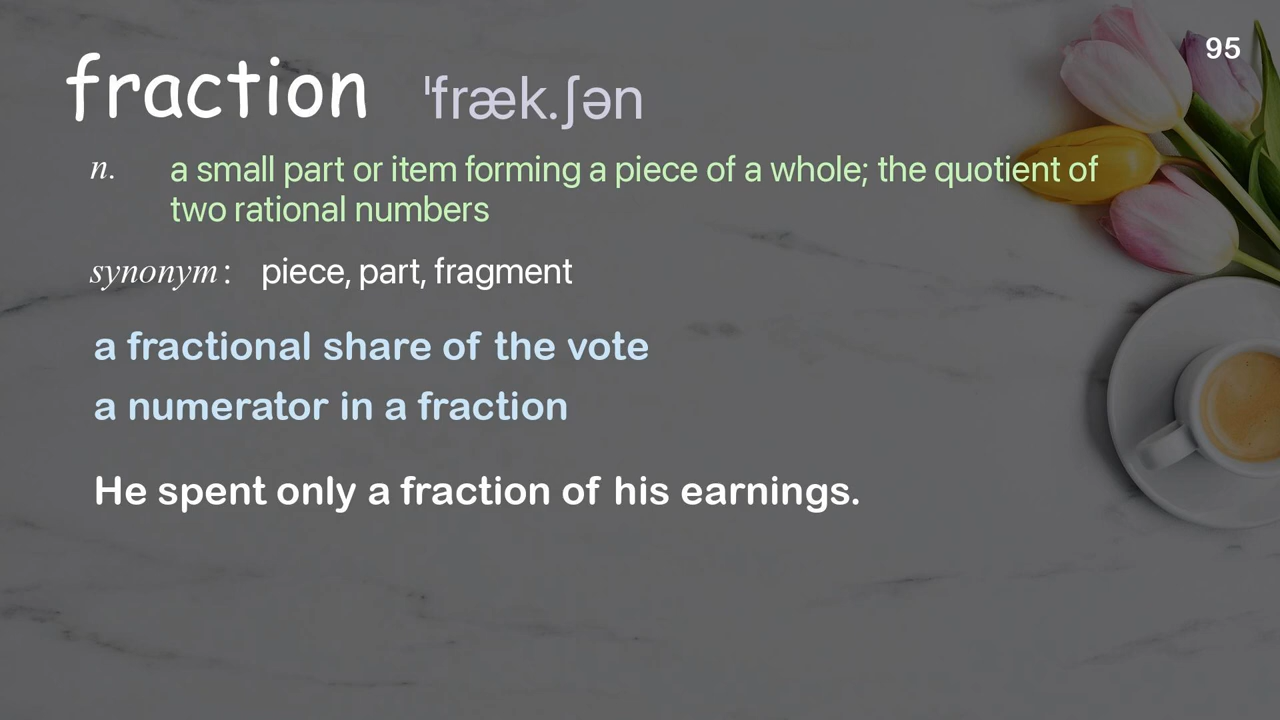 95
fraction ˈfræk.ʃən
n. a small part or item forming a piece of a whole; the quotient of
two rational numbers
synonym: piece, part, fragment
a fractional share of the vote
a numerator in a fraction
He spent only a fraction of his earnings.